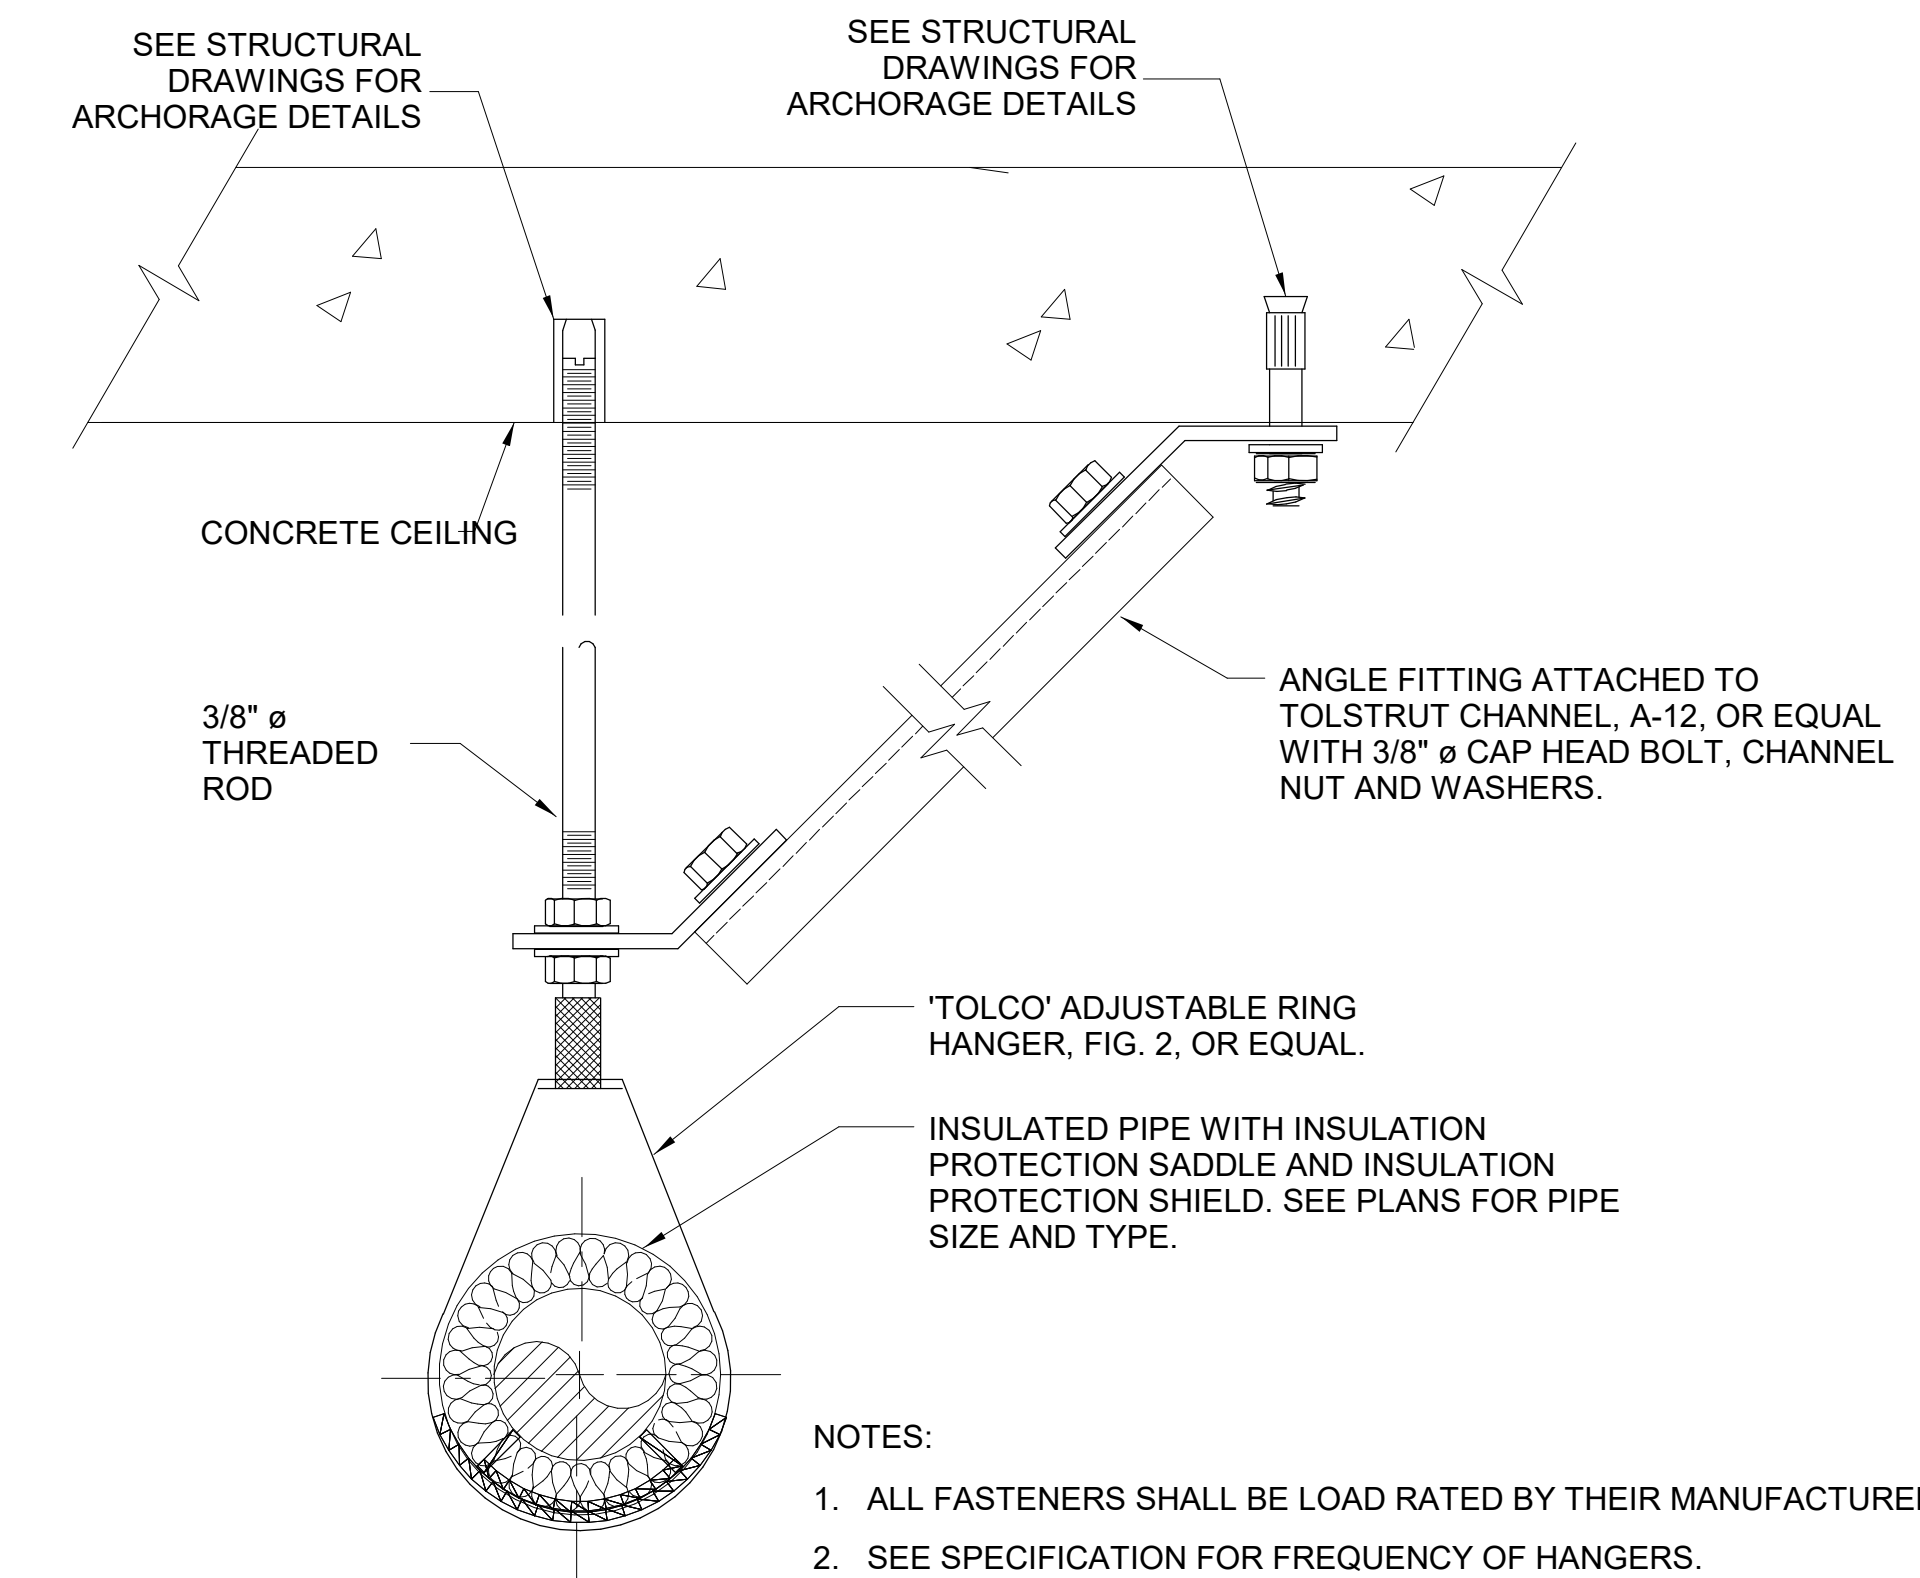 SEE STRUCTURAL
DRAWINGS FOR
ARCHORAGE DETAILS
SEE STRUCTURAL
DRAWINGS FOR
ARCHORAGE DETAILS
CONCRETE CEILING
3/8" ø
THREADED
ROD
ANGLE FITTING ATTACHED TO
TOLSTRUT CHANNEL, A-12, OR EQUAL
WITH 3/8" ø CAP HEAD BOLT, CHANNEL
NUT AND WASHERS.
'TOLCO' ADJUSTABLE RING
HANGER, FIG. 2, OR EQUAL.
INSULATED PIPE WITH INSULATION
PROTECTION SADDLE AND INSULATION
PROTECTION SHIELD. SEE PLANS FOR PIPE
SIZE AND TYPE.
NOTES:
1. ALL FASTENERS SHALL BE LOAD RATED BY THEIR
2. SEE SPECIFICATION FOR FREQUENCY OF HANGERS.